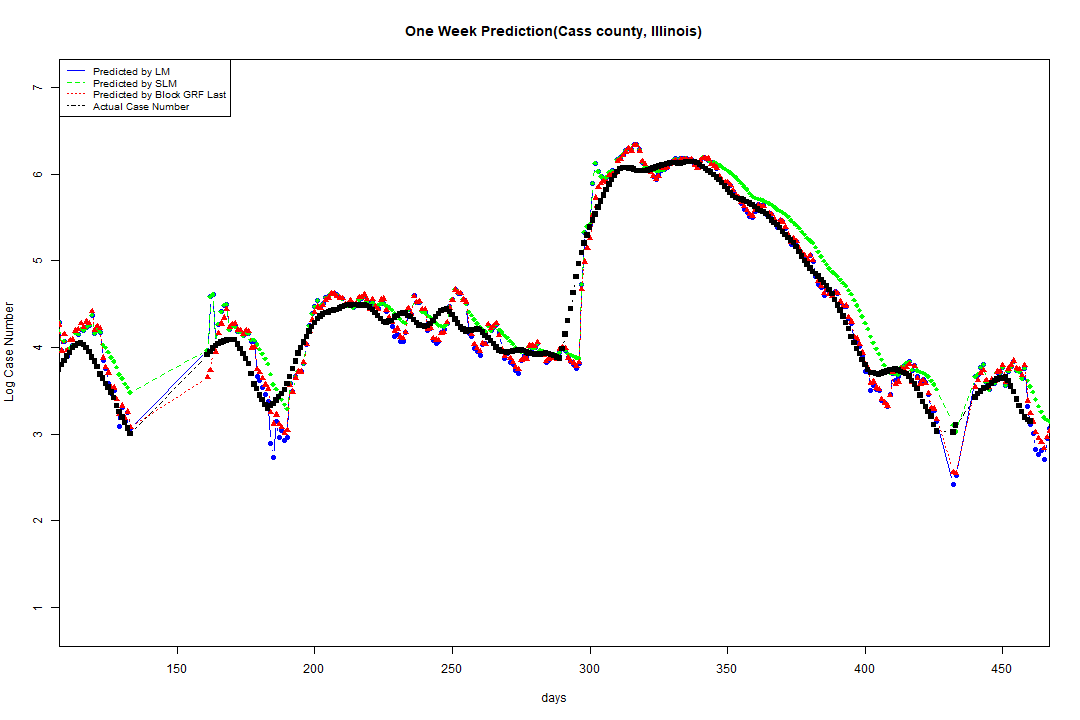 One Week Prediction(Cass county, Illinois)
Predicted by LM
Predicted by SLM
Predicted by Block GRF Last
Actual Case Number
7
6
5
4
3
2
1
Log Case Number
150 200 250 300 350 400 450
days